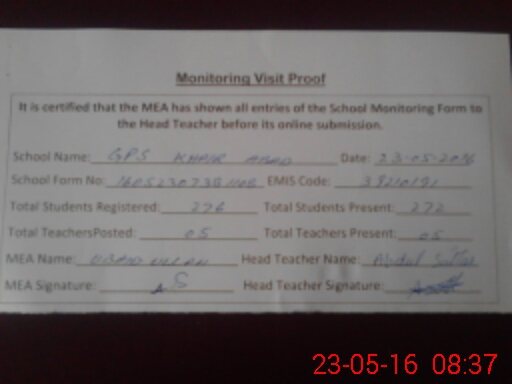 Monitoring Visit Proof
It is certified that the MEA has shown all entries of the School Monitoring Form to
the Head Teacher before its online submission.
School Name: GPS KHAIR ABAD Date: 23-05-2016
School Form No: EMIS Code:
Total Students Registered: 276 Total Students Present: 272
Total TeachersPosted: 05 Total Teachers Present: 05
MEA Name: Head Teacher Name: Abdul Sattar
MEA Signature: Head Teacher Signature:
23-05-16 08:37